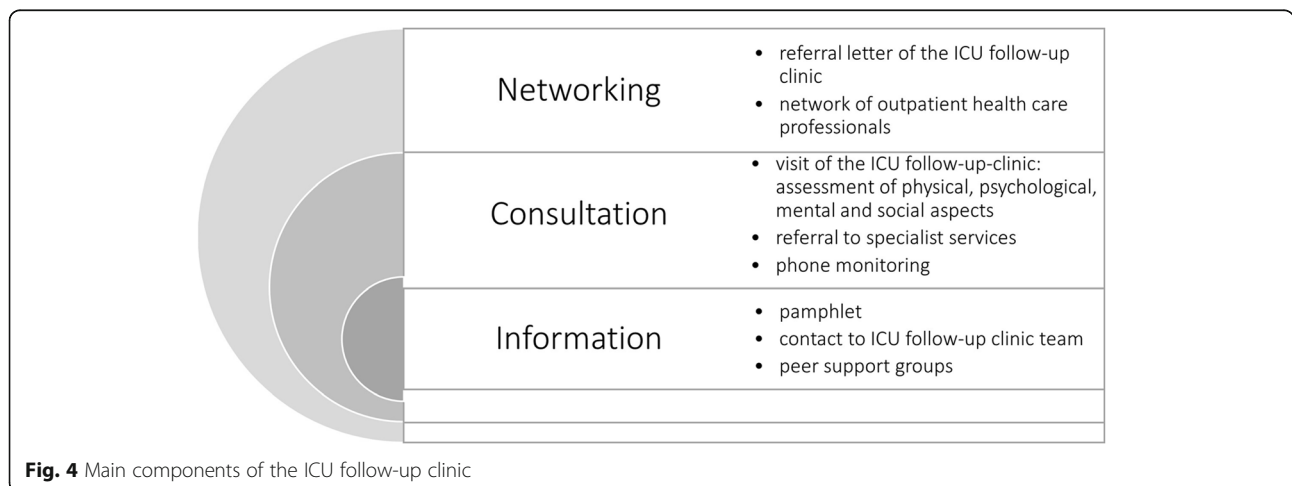 Networking
• referral letter of the ICU follow-up
clinic
• network of outpatient health care
professionals
Consultation
• visit of the ICU follow-up-clinic:
assessment of physical, psychological,
mental and social aspects
• referral to specialist services
• phone monitoring
Information
• pamphlet
• contact to ICU follow-up clinic team
• peer support groups
Fig. 4 Main components of the ICU follow-up clinic